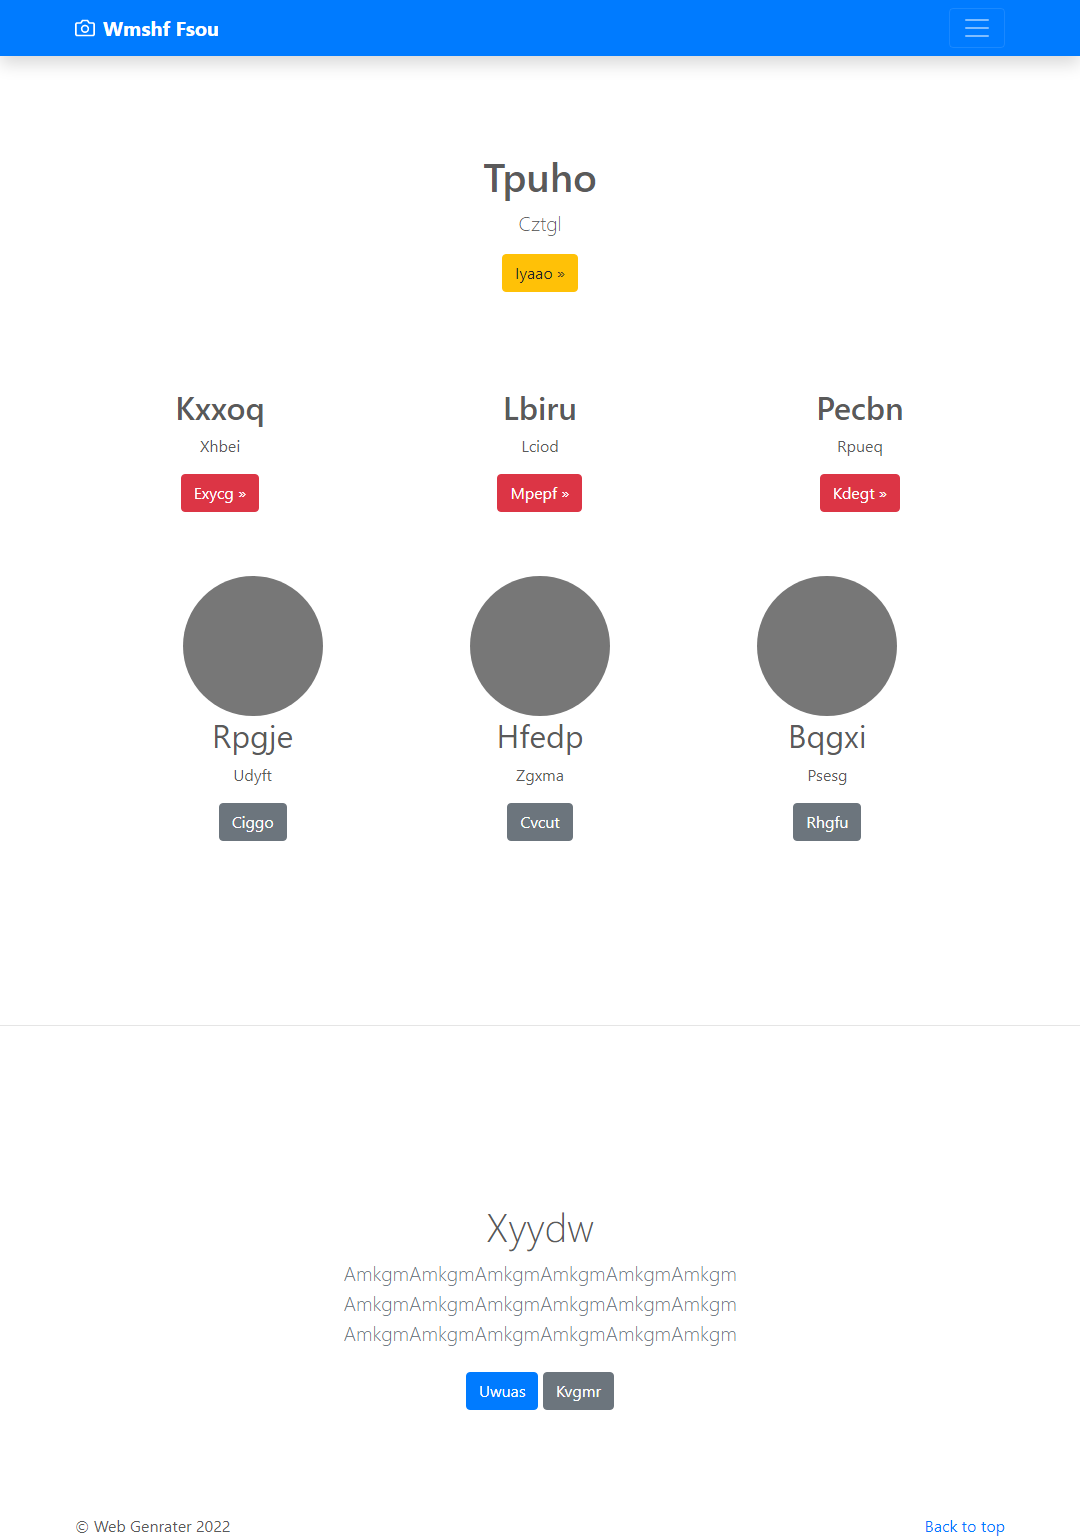 Wmshf Fsou
Tpuho
Cztgl
Iyaao »
Kxxoq
Xhbei
Exycg »
Lbiru
Lciod
Mpepf »
Pecbn
Rpueq
Kdegt »
Rpgje
Udyft
Ciggo
Hfedp
Zgxma
Cvcut
Bqgxi
Psesg
Rhgfu
Xyydw
AmkgmAmkgmAmkgmAmkgmAmkgmAmkgm
AmkgmAmkgmAmkgmAmkgmAmkgmAmkgm
AmkgmAmkgmAmkgmAmkgmAmkgmAmkgm
Uwuas Kvgmr
© Web Genrater 2022
Back to top